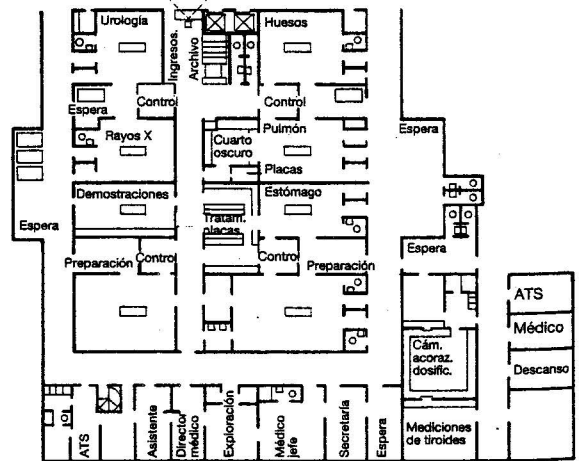 Urología
Ingresos.
Archivo
Huesos
Espera
Control
Control
Rayos X
Pulmón
Espera
Cuarto
oscuro
Placas
Demostraciones
Estómago
Espera
Tratam.
placas
Espera
Preparación
Control
Control
Preparación
ATS
Médico
Cám.
acoraz.
dosific.
Descanso
ATS
Asistente
Director
médico
Exploración
Médico
jefe
Secretaría
Espera
Mediciones
de tiroides